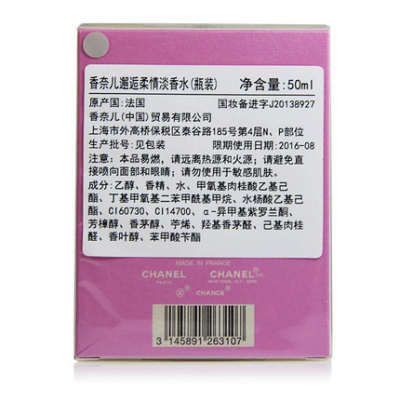 香奈儿邂逅柔情淡香水(瓶装) 净含量:50ml
原产国:法国 国妆备进字J20138927
香奈儿(中国)贸易有限公司
上海市外高桥保税区泰谷路185号第4层N、P部位
生产批号:见包装 限期使用日期:2016-08
注意:本品易燃,请远离热源和火源;请避免直
接喷向面部和眼睛;请勿使用于敏感肌肤。
成分:乙醇、香精、水、甲氧基肉桂酸乙基己
酯、丁基甲氧基二苯甲酰基甲烷、水杨酸乙基己
酯、CI60730、CI14700、α-异甲基紫罗兰酮、
芳樟醇、香茅醇、苧烯、羟基香茅醛、己基肉桂
醛、香叶醇、苯甲酸苄酯
MADE IN FRANCE
CHANEL CHANEL
PARIS
CHANCE
3 145891 263107